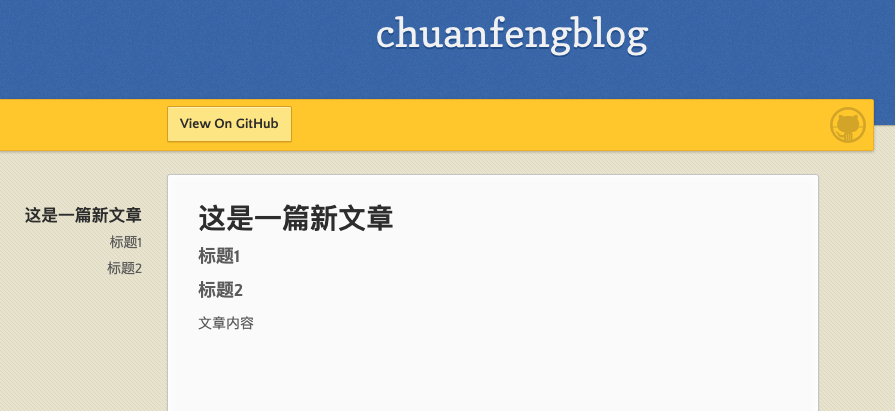 chuanfengblog
View On GitHub
这是一篇新文章
标题1
标题2
这是一篇新文章
标题1
标题2
文章内容